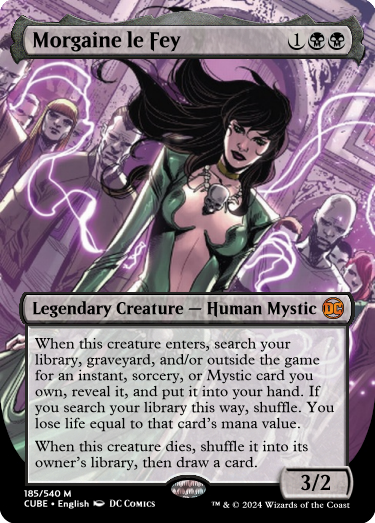 Morgaine le Fey 1
Legendary Creature — Human Mystic DC
When this creature enters, search your
library, graveyard, and/or outside the game
for an instant, sorcery, or Mystic card you
own, reveal it, and put it into your hand. If
you search your library this way, shuffle. You
lose life equal to that card's mana value.
When this creature dies, shuffle it into its
owner's library, then draw a card.
3/2
185/540 M
CUBE • English DC COMICS
™ & © 2024 Wizards of the Coast